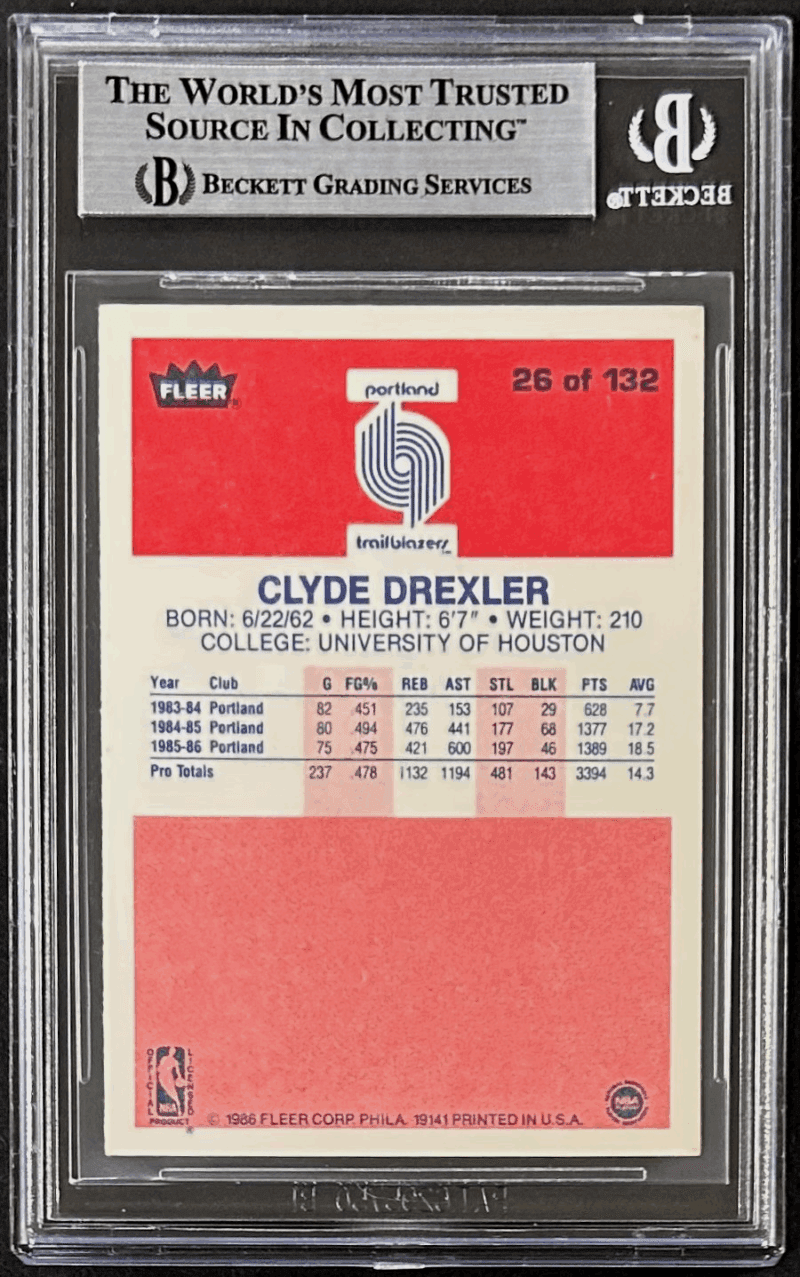 THE WORLD'S MOST TRUSTED
SOURCE IN COLLECTING™
B BECKETT GRADING SERVICES
B
BECKETT®
FLEER®
portland
26 of 132
trailblazers™
CLYDE DREXLER
BORN: 6/22/62 • HEIGHT: 6'7" • WEIGHT: 210
COLLEGE: UNIVERSITY OF HOUSTON
Year Club G FG% REB AST STL BLK PTS AVG
1983-84 Portland 82 .451 235 153 107 29 628 7.7
1984-85 Portland 80 .494 476 441 177 68 1377 17.2
1985-86 Portland 75 .475 421 600 197 46 1389 18.5
Pro Totals 237 .478 1132 1194 481 143 3394 14.3
OFFICIAL LICENSED
NBA
PRODUCT®
© 1986 FLEER CORP. PHILA. 19141 PRINTED IN U.S.A.
NBA